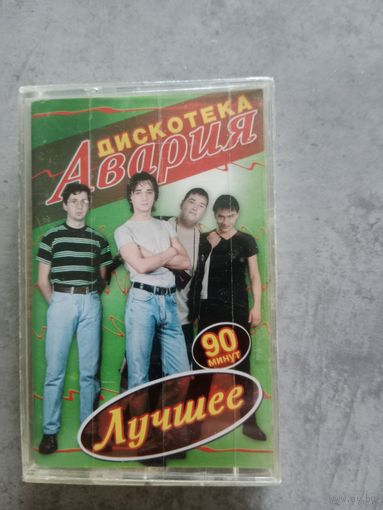 ДИСКОТЕКА
Авария
90
МИНУТ
Лучшее